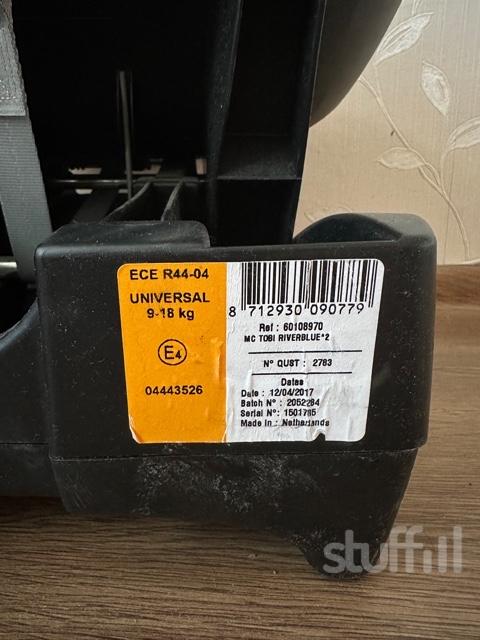 ECE R44-04
UNIVERSAL
9-18 kg
E4
04443526
8 712930 090779
Ref : 60108970
MC TOBI RIVERBLUE*2
N° QUST : 2783
Datas
Date : 12/04/2017
Batch N° : 2052284
Serial N° : 1501785
Made in : Netherlands
stuff.il